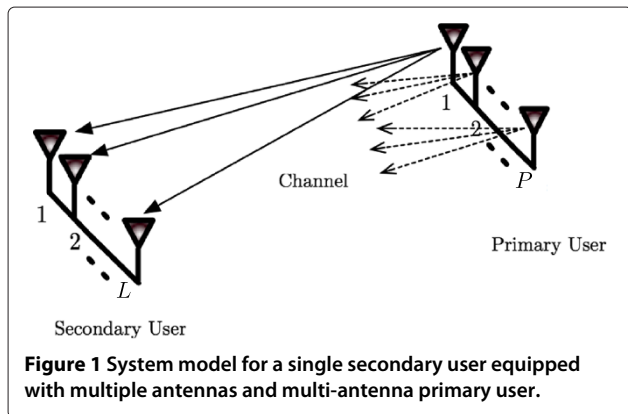 1
2
P
Channel
1
2
L
Primary User
Secondary User
Figure 1 System model for a single secondary user equipped
with multiple antennas and multi-antenna primary user.